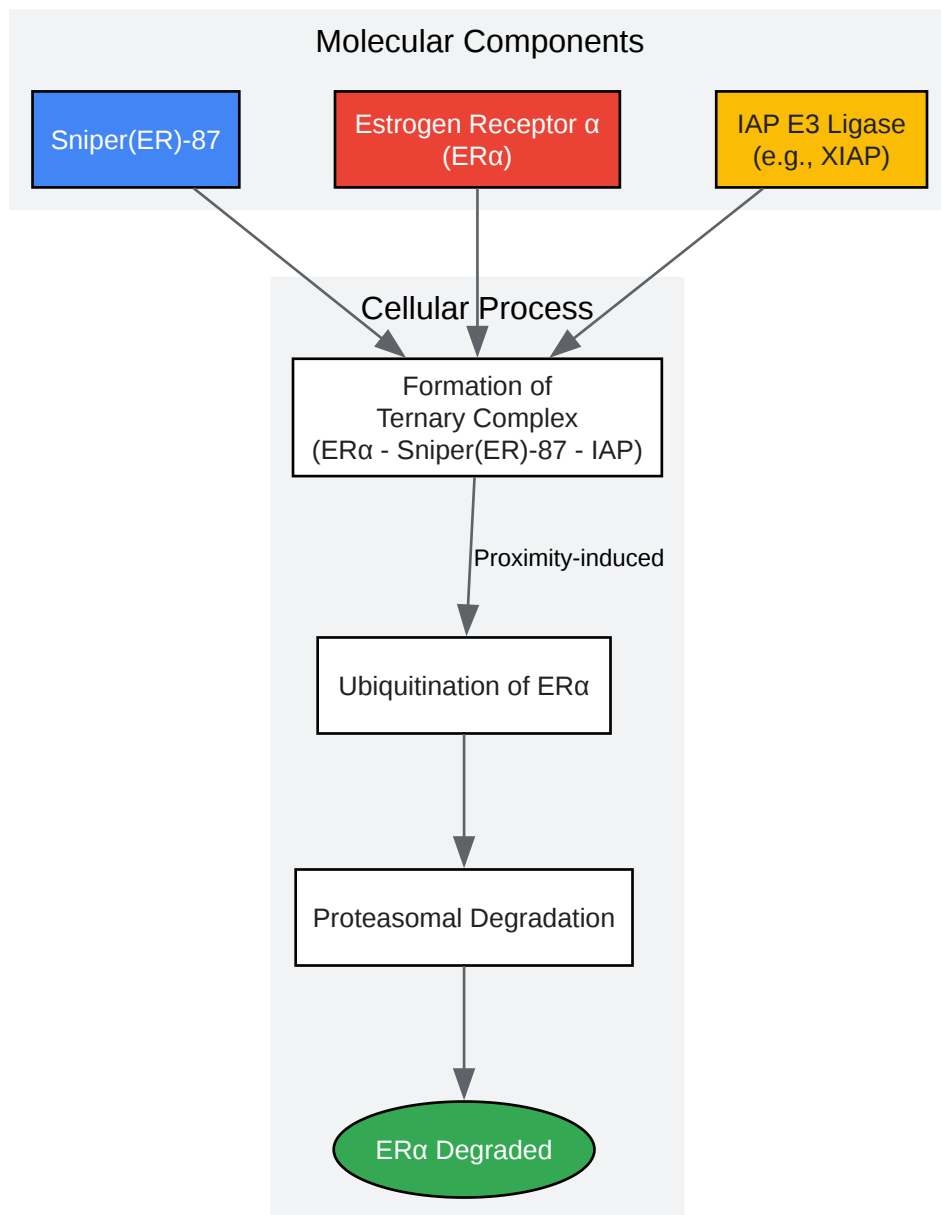 Molecular Components
Sniper(ER)-87
Estrogen Receptor α
(ERα)
IAP E3 Ligase
(e.g., XIAP)
Cellular Process
Formation of
Ternary Complex
(ERα - Sniper(ER)-87 - IAP)
Proximity-induced
Ubiquitination of ERα
Proteasomal Degradation
ERα Degraded